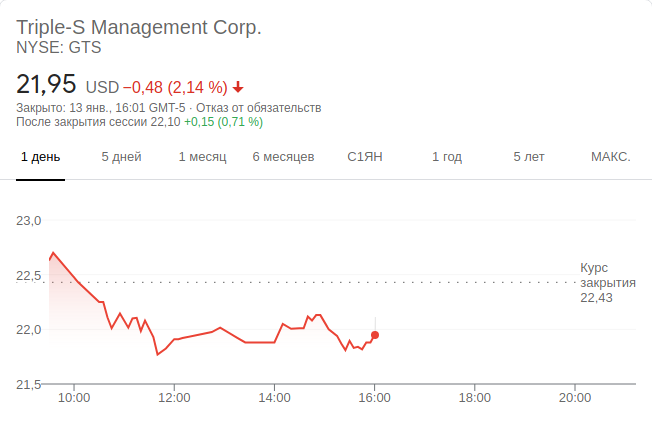 Triple-S Management Corp.
NYSE: GTS
21,95 USD −0,48 (2,14 %)
Закрыто: 13 янв., 16:01 GMT-5 · Отказ от обязательств
После закрытия сессии 22,10 +0,15 (0,71 %)
1 день 5 дней 1 месяц 6 месяцев С1ЯН 1 год 5 лет МАКС.
23,0
22,5
22,0
21,5
Курс
закрытия
22,43
10:00 12:00 14:00 16:00 18:00 20:00